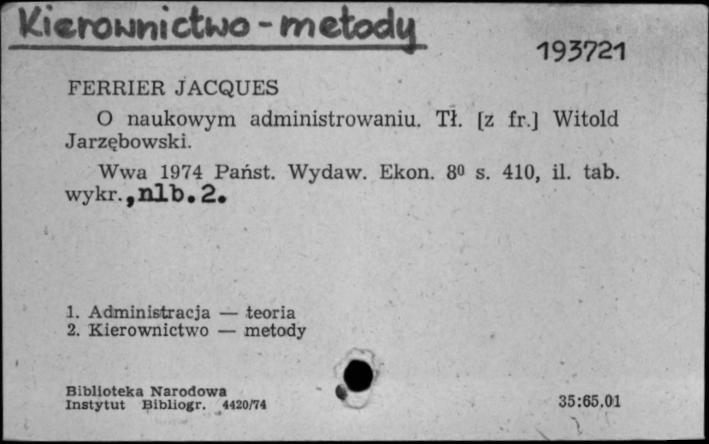 Kierownictwo - metody
193721
FERRIER JACQUES
O naukowym administrowaniu. Tł. [z fr.] Witold
Jarzębowski.
Wwa 1974 Państ. Wydaw. Ekon. 8⁰ s. 410, il. tab.
wykr., nlb. 2.
1. Administracja — teoria
2. Kierownictwo — metody
Biblioteka Narodowa
Instytut Bibliogr. 4420/74
35:65.01